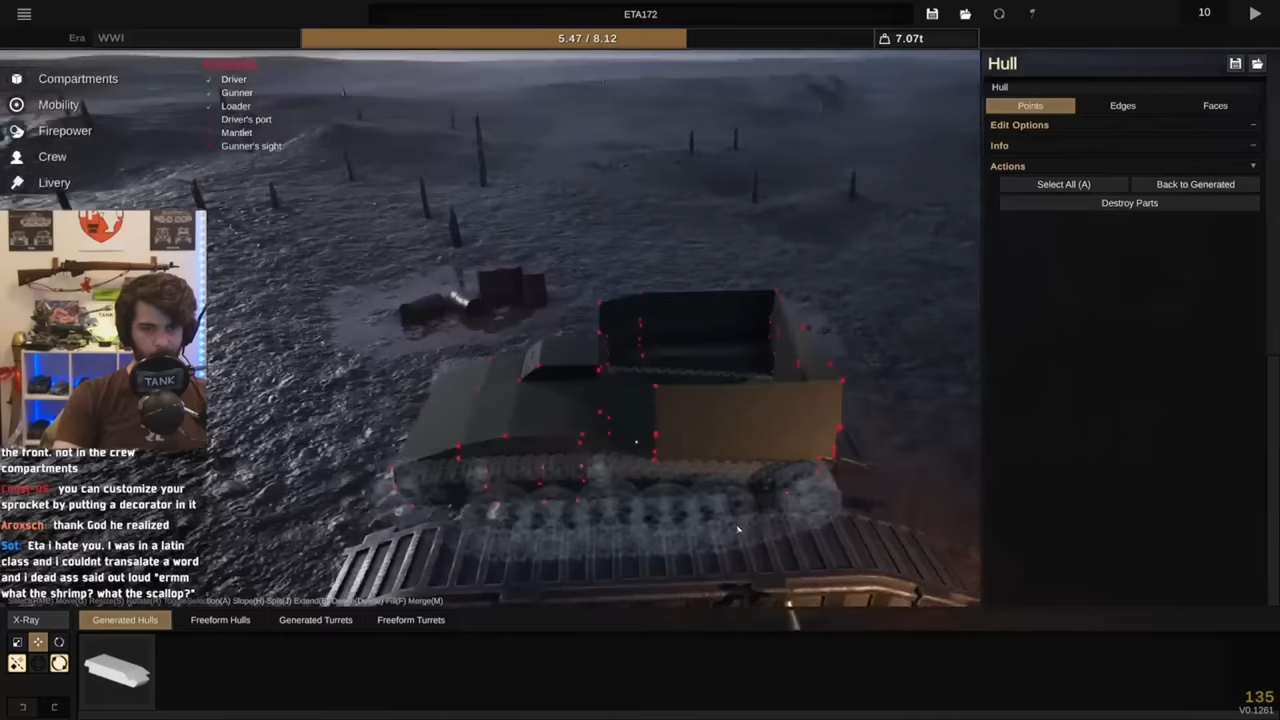 ETA172
10
Era WWI
5.47 / 8.12
7.07t
Compartments
Mobility
Firepower
Crew
Livery
Driver
Gunner
Loader
Driver's port
Mantlet
Gunner's sight
Hull
Hull
Points Edges Faces
Edit Options
Info
Actions
Select All (A) Back to Generated
Destroy Parts
TANK
TANK
the front. not in the crew
compartments
you can customize your
sprocket by putting a decorator in it
Aroxsch: thank God he realized
Sot: Eta i hate you. I was in a latin
class and i couldnt transalate a word
and i dead ass said out loud "ermm
what the shrimp? what the scallop?"
Slope(H) Split(J) Fill(F) Merge(M)
X-Ray Generated Hulls Freeform Hulls Generated Turrets Freeform Turrets
135
V0.1261